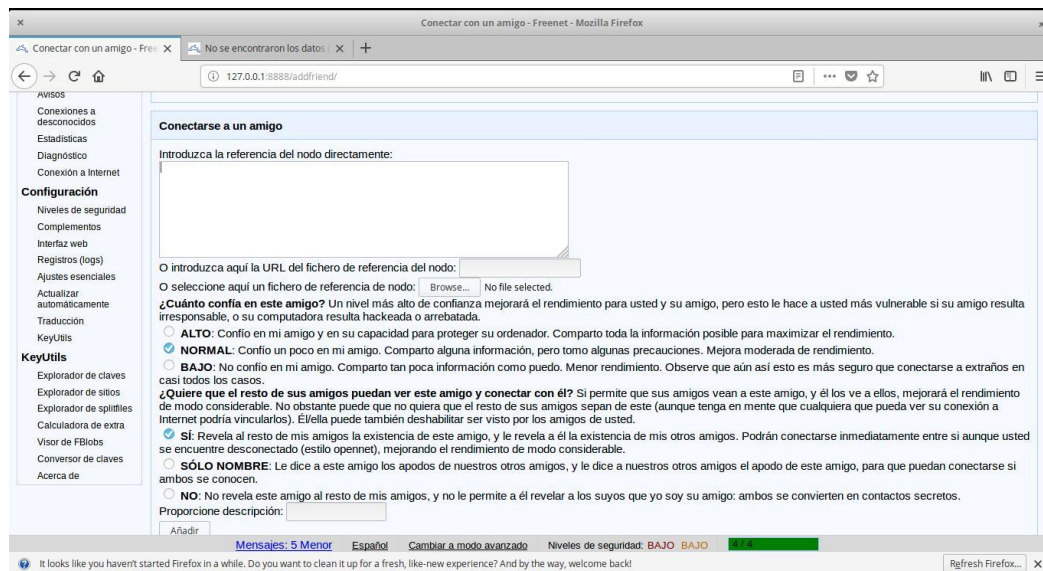 Conectar con un amigo - Freenet - Mozilla Firefox
Conectar con un amigo - Free
No se encontraron los datos |
127.0.0.1:8888/addfriend/
Avisos
Conexiones a
desconocidos
Estadísticas
Diagnóstico
Conexión a Internet
Configuración
Niveles de seguridad
Complementos
Interfaz web
Registros (logs)
Ajustes esenciales
Actualizar
automáticamente
Traducción
KeyUtils
KeyUtils
Explorador de claves
Explorador de sitios
Explorador de splitfiles
Calculadora de extra
Visor de FBlobs
Conversor de claves
Acerca de
Conectarse a un amigo
Introduzca la referencia del nodo directamente:
O introduzca aquí la URL del fichero de referencia del nodo:
O seleccione aquí un fichero de referencia de nodo: Browse... No file selected.
¿Cuánto confía en este amigo? Un nivel más alto de confianza mejorará el rendimiento para usted y su amigo, pero esto le hace a usted más vulnerable si su amigo resulta
irresponsable, o su computadora resulta hackeada o arrebatada.
ALTO: Confío en mi amigo y en su capacidad para proteger su ordenador. Comparto toda la información posible para maximizar el rendimiento.
NORMAL: Confío un poco en mi amigo. Comparto alguna información, pero tomo algunas precauciones. Mejora moderada de rendimiento.
BAJO: No confío en mi amigo. Comparto tan poca información como puedo. Menor rendimiento. Observe que aún así esto es más seguro que conectarse a extraños en
casi todos los casos.
¿Quiere que el resto de sus amigos puedan ver este amigo y conectar con él? Si permite que sus amigos vean a este amigo, y él los ve a ellos, mejorará el rendimiento
de modo considerable. No obstante puede que no quiera que el resto de sus amigos sepan de este (aunque tenga en mente que cualquiera que pueda ver su conexión a
Internet podría vincularlos). Él/ella puede también deshabilitar ser visto por los amigos de usted.
SÍ: Revela al resto de mis amigos la existencia de este amigo, y le revela a él la existencia de mis otros amigos. Podrán conectarse inmediatamente entre si aunque usted
se encuentre desconectado (estilo opennet), mejorando el rendimiento de modo considerable.
SÓLO NOMBRE: Le dice a este amigo los apodos de nuestros otros amigos, y le dice a nuestros otros amigos el apodo de este amigo, para que puedan conectarse si
ambos se conocen.
NO: No revela este amigo al resto de mis amigos, y no le permite a él revelar a los suyos que yo soy su amigo: ambos se convierten en contactos secretos.
Proporcione descripción:
Añadir
Mensajes: 5 Menor Español Cambiar a modo avanzado Niveles de seguridad: BAJO BAJO 4 / 4
It looks like you haven't started Firefox in a while. Do you want to clean it up for a fresh, like-new experience? And by the way, welcome back! Refresh Firefox...